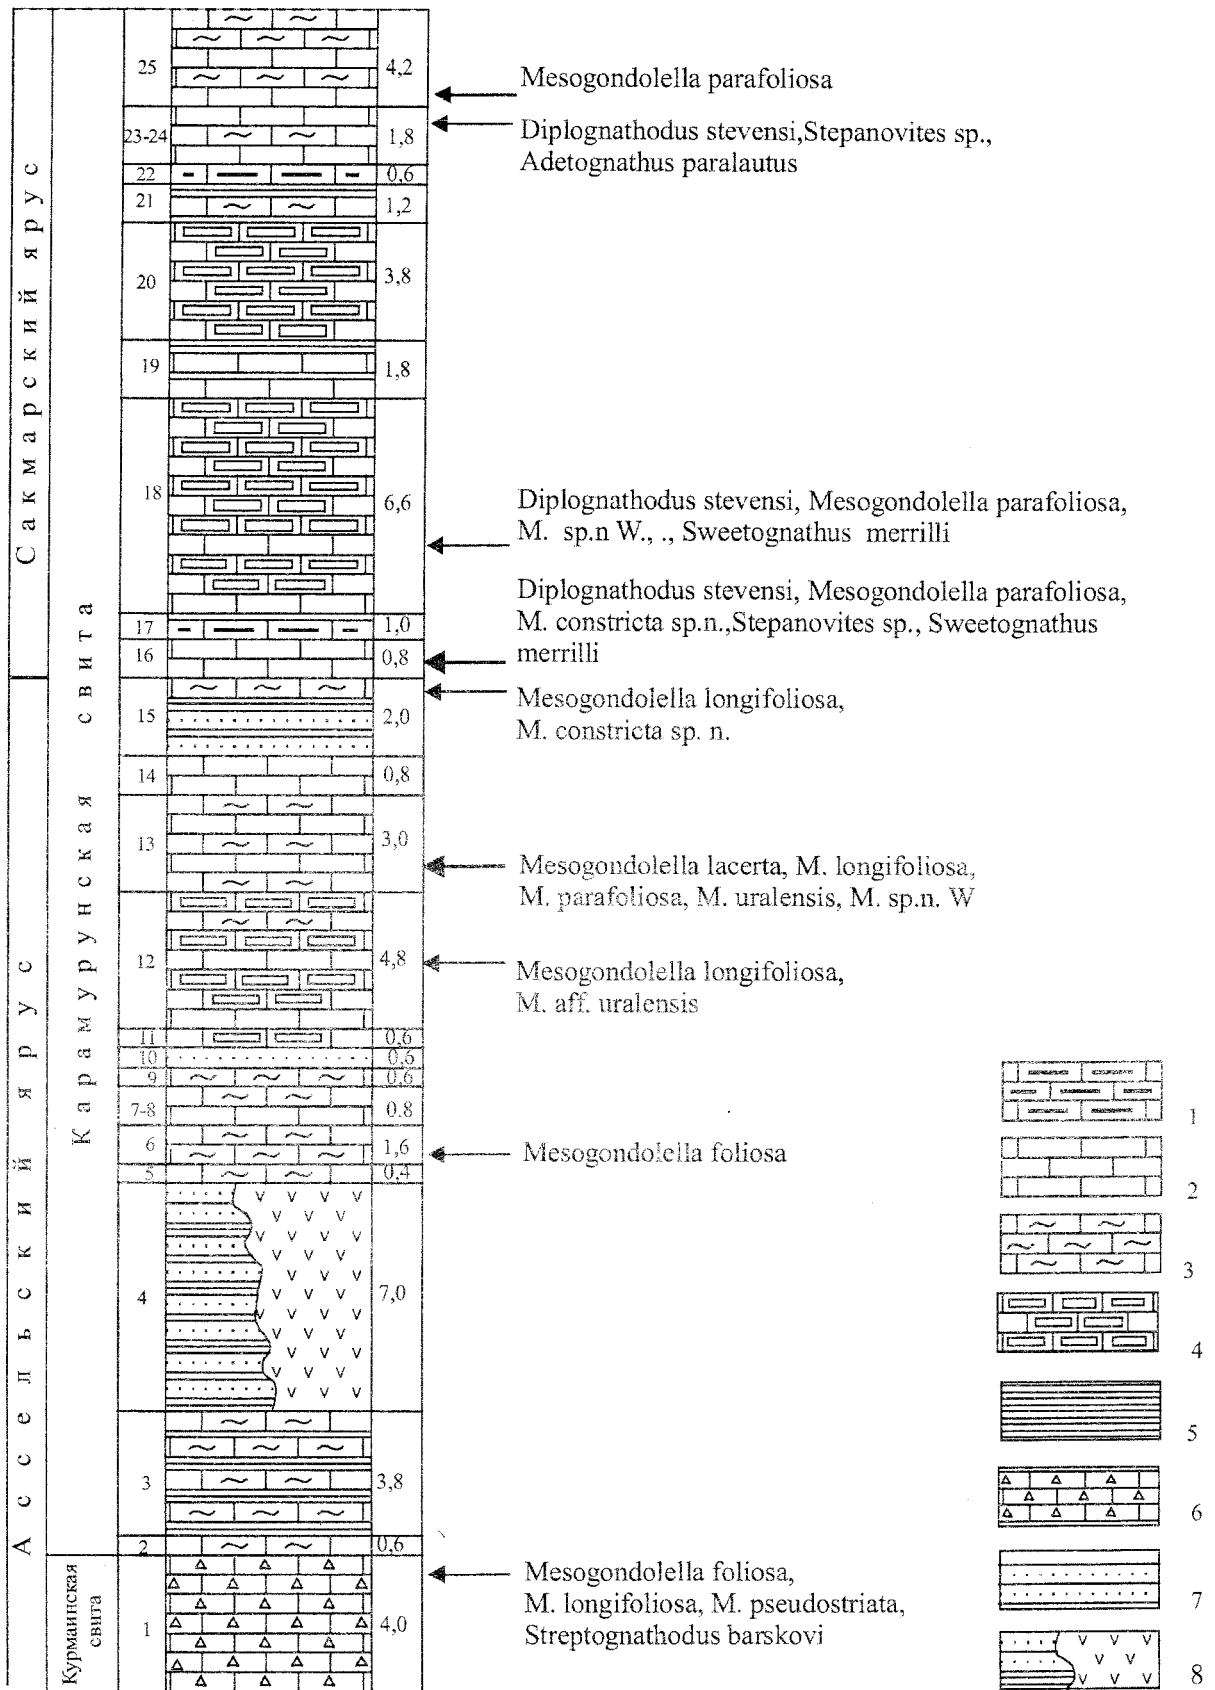 Сакмарский ярус
Ассельский ярус
Карамурунская свита
Курмаинская
свита
25
4,2
Mesogondolella parafoliosa
23-24
1,8
Diplognathodus stevensi,Stepanovites sp.,
Adetognathus paralautus
22
0,6
21
1,2
20
3,8
19
1,8
18
6,6
Diplognathodus stevensi, Mesogondolella parafoliosa,
M. sp.n W., ., Sweetognathus merrilli
17
1,0
Diplognathodus stevensi, Mesogondolella parafoliosa,
M. constricta sp.n.,Stepanovites sp., Sweetognathus
merrilli
16
0,8
15
2,0
Mesogondolella longifoliosa,
M. constricta sp. n.
14
0,8
13
3,0
Mesogondolella lacerta, M. longifoliosa,
M. parafoliosa, M. uralensis, M. sp.n. W
12
4,8
Mesogondolella longifoliosa,
M. aff. uralensis
11
0,6
10
0,6
9
0,6
7-8
0.8
6
1,6
Mesogondolella foliosa
5
0,4
4
7,0
3
3,8
2
0,6
1
4,0
Mesogondolella foliosa,
M. longifoliosa, M. pseudostriata,
Streptognathodus barskovi
1
2
3
4
5
6
7
8